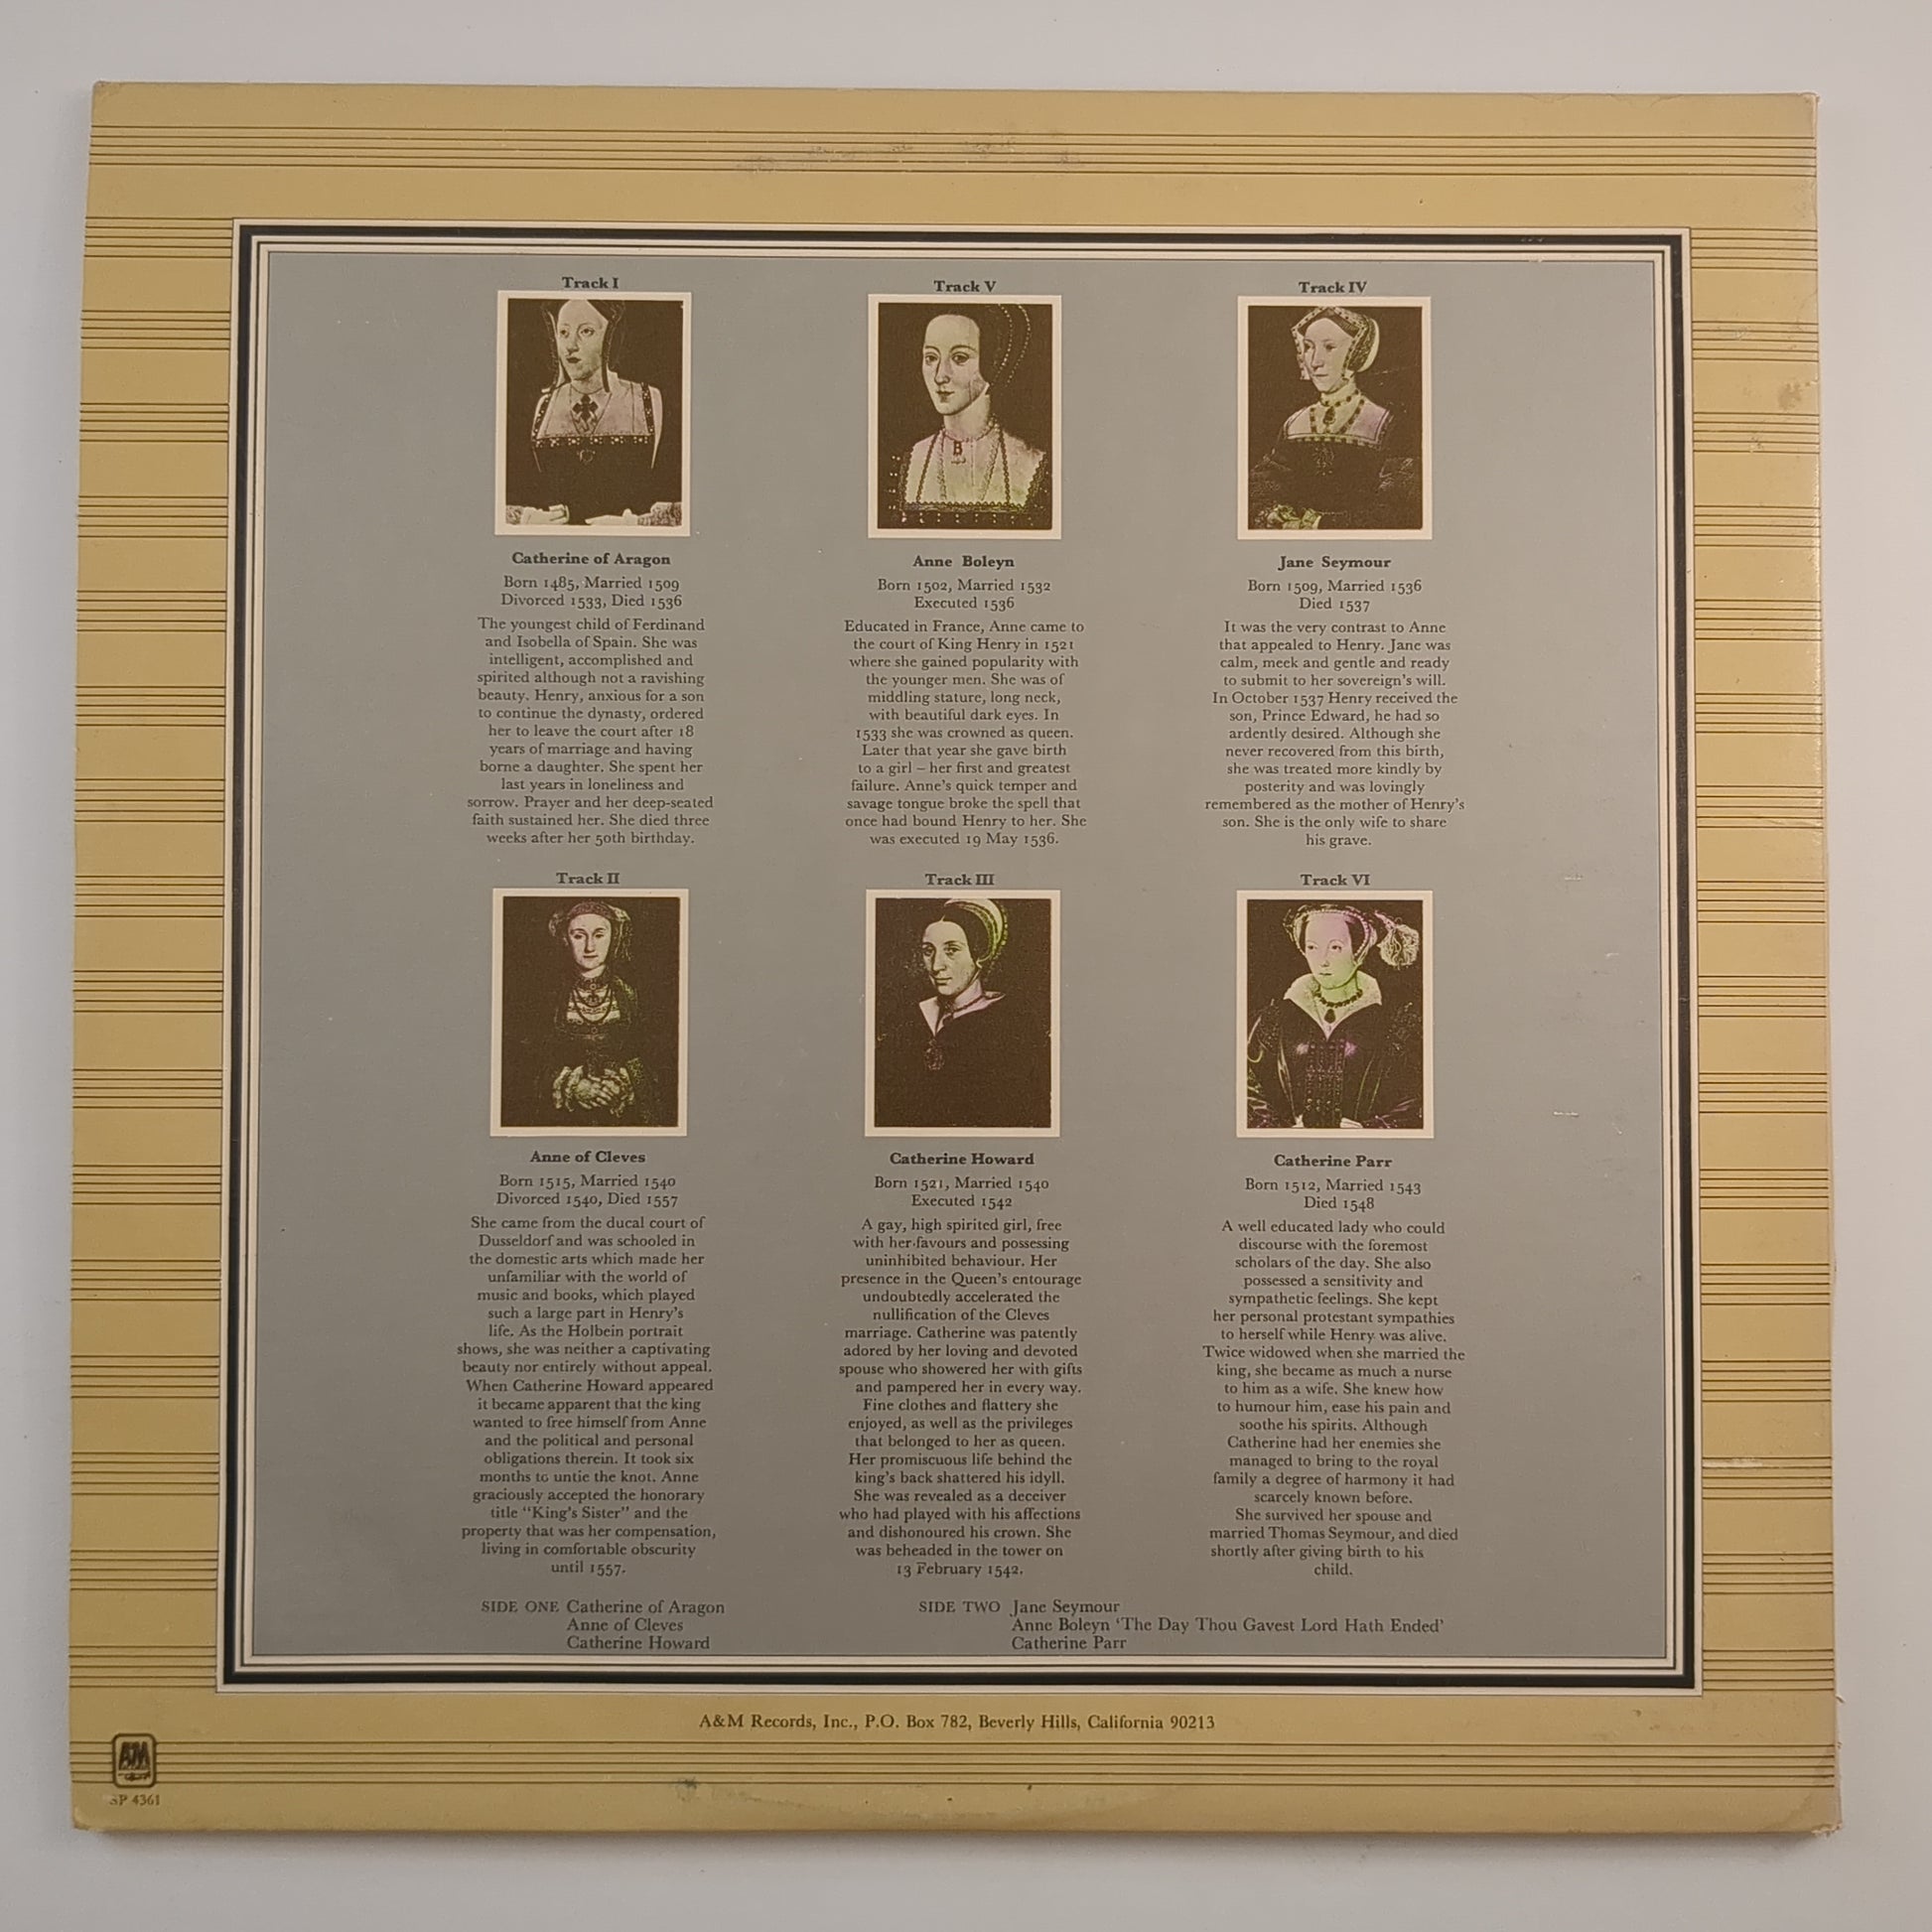 Track I
Catherine of Aragon
Born 1485, Married 1509
Divorced 1533, Died 1536
The youngest child of Ferdinand
and Isobella of Spain. She was
intelligent, accomplished and
spirited although not a ravishing
beauty. Henry, anxious for a son
to continue the dynasty, ordered
her to leave the court after 18
years of marriage and having
borne a daughter. She spent her
last years in loneliness and
sorrow. Prayer and her deep-seated
faith sustained her. She died three
weeks after her 50th birthday.
Track V
B
Anne Boleyn
Born 1502, Married 1532
Executed 1536
Educated in France, Anne came to
the court of King Henry in 1521
where she gained popularity with
the younger men. She was of
middling stature, long neck,
with beautiful dark eyes. In
1533 she was crowned as queen.
Later that year she gave birth
to a girl – her first and greatest
failure. Anne's quick temper and
savage tongue broke the spell that
once had bound Henry to her. She
was executed 19 May 1536.
Track IV
Jane Seymour
Born 1509, Married 1536
Died 1537
It was the very contrast to Anne
that appealed to Henry. Jane was
calm, meek and gentle and ready
to submit to her sovereign's will.
In October 1537 Henry received the
son, Prince Edward, he had so
ardently desired. Although she
never recovered from this birth,
she was treated more kindly by
posterity and was lovingly
remembered as the mother of Henry's
son. She is the only wife to share
his grave.
Track II
Anne of Cleves
Born 1515, Married 1540
Divorced 1540, Died 1557
She came from the ducal court of
Dusseldorf and was schooled in
the domestic arts which made her
unfamiliar with the world of
music and books, which played
such a large part in Henry's
life. As the Holbein portrait
shows, she was neither a captivating
beauty nor entirely without appeal.
When Catherine Howard appeared
it became apparent that the king
wanted to free himself from Anne
and the political and personal
obligations therein. It took six
months to untie the knot. Anne
graciously accepted the honorary
title "King's Sister" and the
property that was her compensation,
living in comfortable obscurity
until 1557.
Track III
Catherine Howard
Born 1521, Married 1540
Executed 1542
A gay, high spirited girl, free
with her favours and possessing
uninhibited behaviour. Her
presence in the Queen's entourage
undoubtedly accelerated the
nullification of the Cleves
marriage. Catherine was patently
adored by her loving and devoted
spouse who showered her with gifts
and pampered her in every way.
Fine clothes and flattery she
enjoyed, as well as the privileges
that belonged to her as queen.
Her promiscuous life behind the
king's back shattered his idyll.
She was revealed as a deceiver
who had played with his affections
and dishonoured his crown. She
was beheaded in the tower on
13 February 1542.
Track VI
Catherine Parr
Born 1512, Married 1543
Died 1548
A well educated lady who could
discourse with the foremost
scholars of the day. She also
possessed a sensitivity and
sympathetic feelings. She kept
her personal protestant sympathies
to herself while Henry was alive.
Twice widowed when she married the
king, she became as much a nurse
to him as a wife. She knew how
to humour him, ease his pain and
soothe his spirits. Although
Catherine had her enemies she
managed to bring to the royal
family a degree of harmony it had
scarcely known before.
She survived her spouse and
married Thomas Seymour, and died
shortly after giving birth to his
child.
SIDE ONE Catherine of Aragon
Anne of Cleves
Catherine Howard
SIDE TWO Jane Seymour
Anne Boleyn 'The Day Thou Gavest Lord Hath Ended'
Catherine Parr
A&M Records, Inc., P.O. Box 782, Beverly Hills, California 90213
A&M
SP 4361